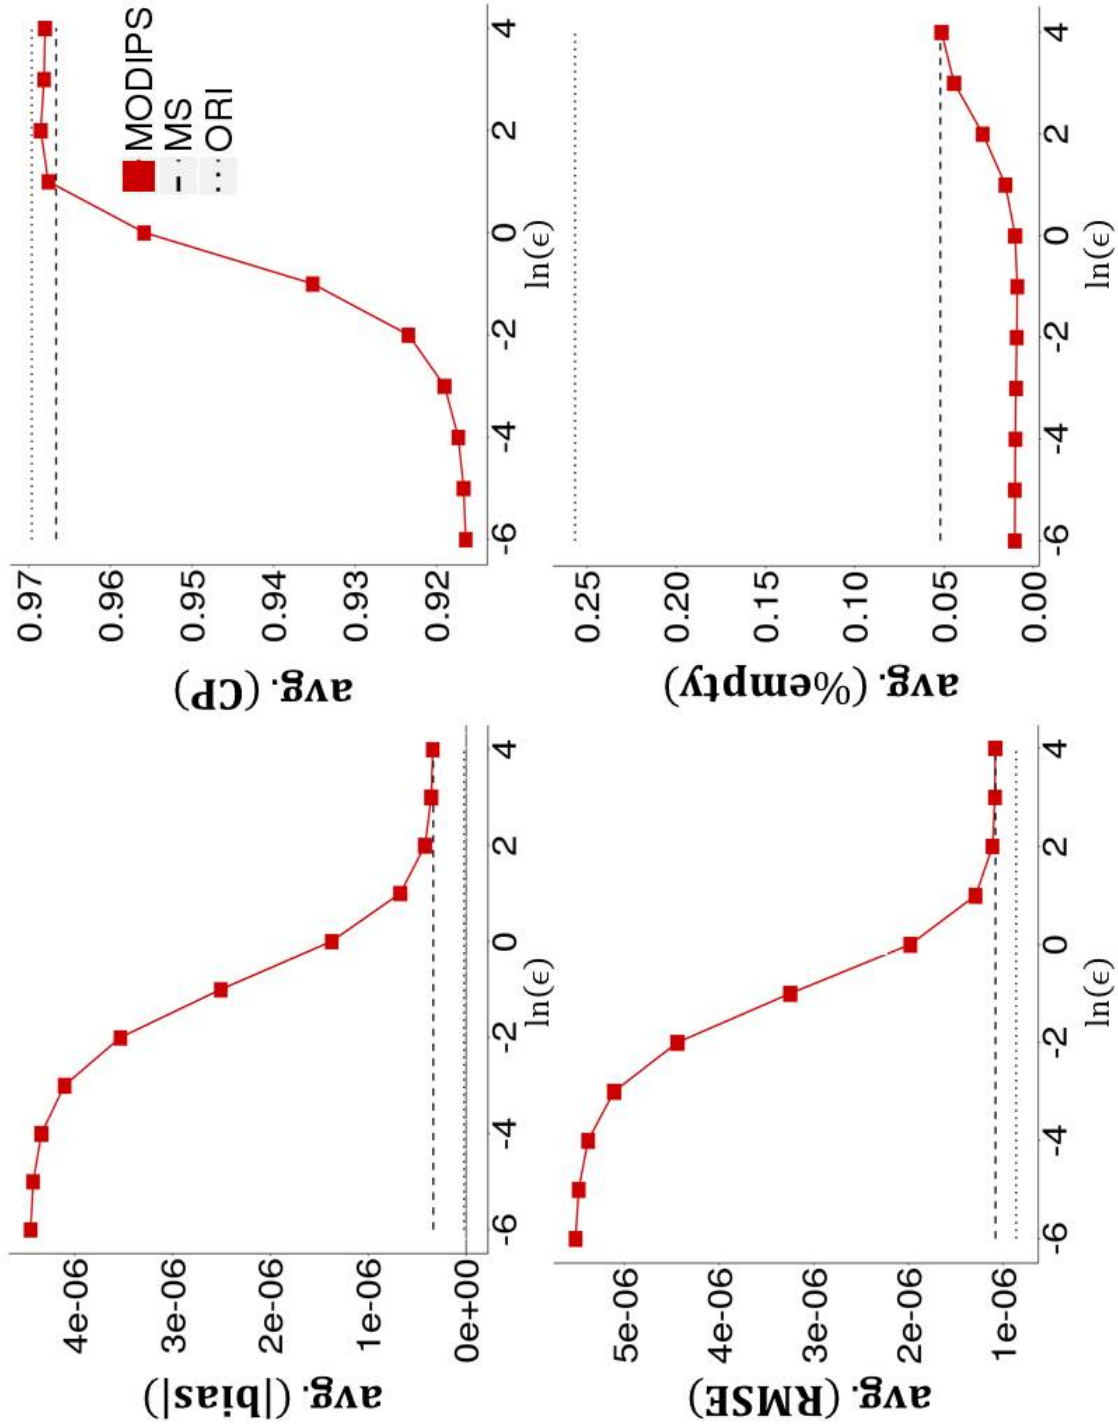 avg. (|bias|)
4e-06
3e-06
2e-06
1e-06
0e+00
-6 -4 -2 0 2 4
ln(ϵ)
avg. (CP)
0.97
0.96
0.95
0.94
0.93
0.92
-6 -4 -2 0 2 4
ln(ϵ)
MODIPS
MS
ORI
avg. (RMSE)
5e-06
4e-06
3e-06
2e-06
1e-06
-6 -4 -2 0 2 4
ln(ϵ)
avg. (%empty)
0.25
0.20
0.15
0.10
0.05
0.00
-6 -4 -2 0 2 4
ln(ϵ)